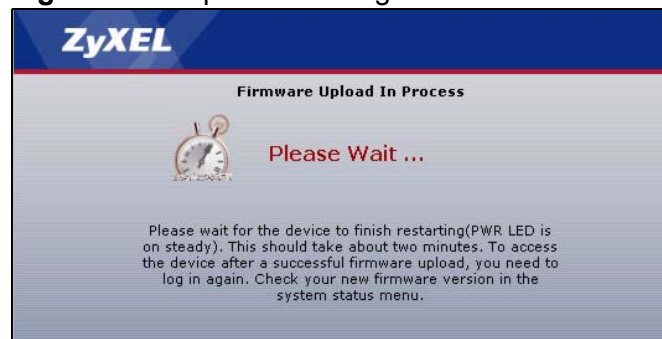 ZyXEL
Firmware Upload In Process
Please Wait ...
Please wait for the device to finish restarting(PWR LED is
on steady). This should take about two minutes. To access
the device after a successful firmware upload, you need to
log in again. Check your new firmware version in the
system status menu.